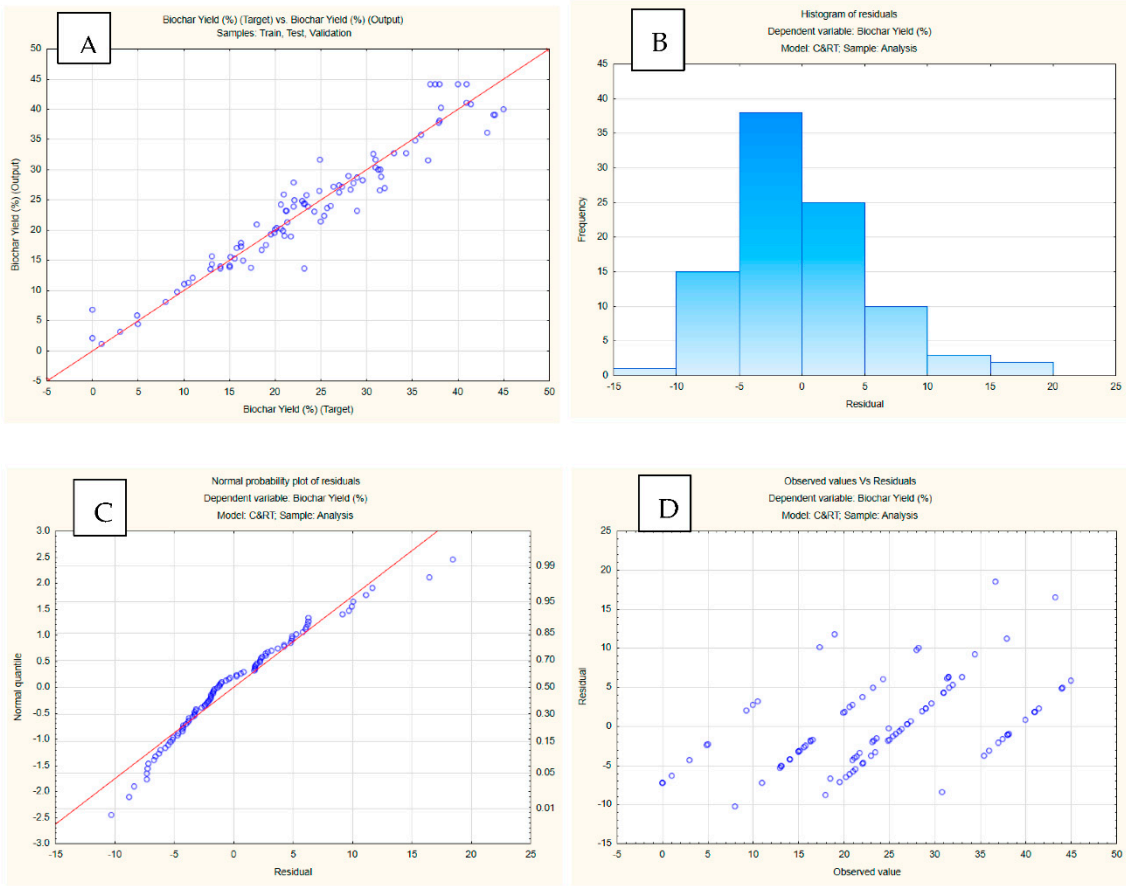 A
Biochar Yield (%) (Target) vs. Biochar Yield (%) (Output)
Samples: Train, Test, Validation
Biochar Yield (%) (Output)
50
45
40
35
30
25
20
15
10
5
0
-5
-5 0 5 10 15 20 25 30 35 40 45 50
Biochar Yield (%) (Target)
B
Histogram of residuals
Dependent variable: Biochar Yield (%)
Model: C&RT; Sample: Analysis
Frequency
45
40
35
30
25
20
15
10
5
0
-15 -10 -5 0 5 10 15 20 25
Residual
C
Normal probability plot of residuals
Dependent variable: Biochar Yield (%)
Model: C&RT; Sample: Analysis
Normal quantile
3.0
2.5
2.0
1.5
1.0
0.5
0.0
-0.5
-1.0
-1.5
-2.0
-2.5
-3.0
0.99
0.95
0.85
0.70
0.50
0.30
0.15
0.05
0.01
-15 -10 -5 0 5 10 15 20 25
Residual
D
Observed values Vs Residuals
Dependent variable: Biochar Yield (%)
Model: C&RT; Sample: Analysis
Residual
25
20
15
10
5
0
-5
-10
-15
-5 0 5 10 15 20 25 30 35 40 45 50
Observed value